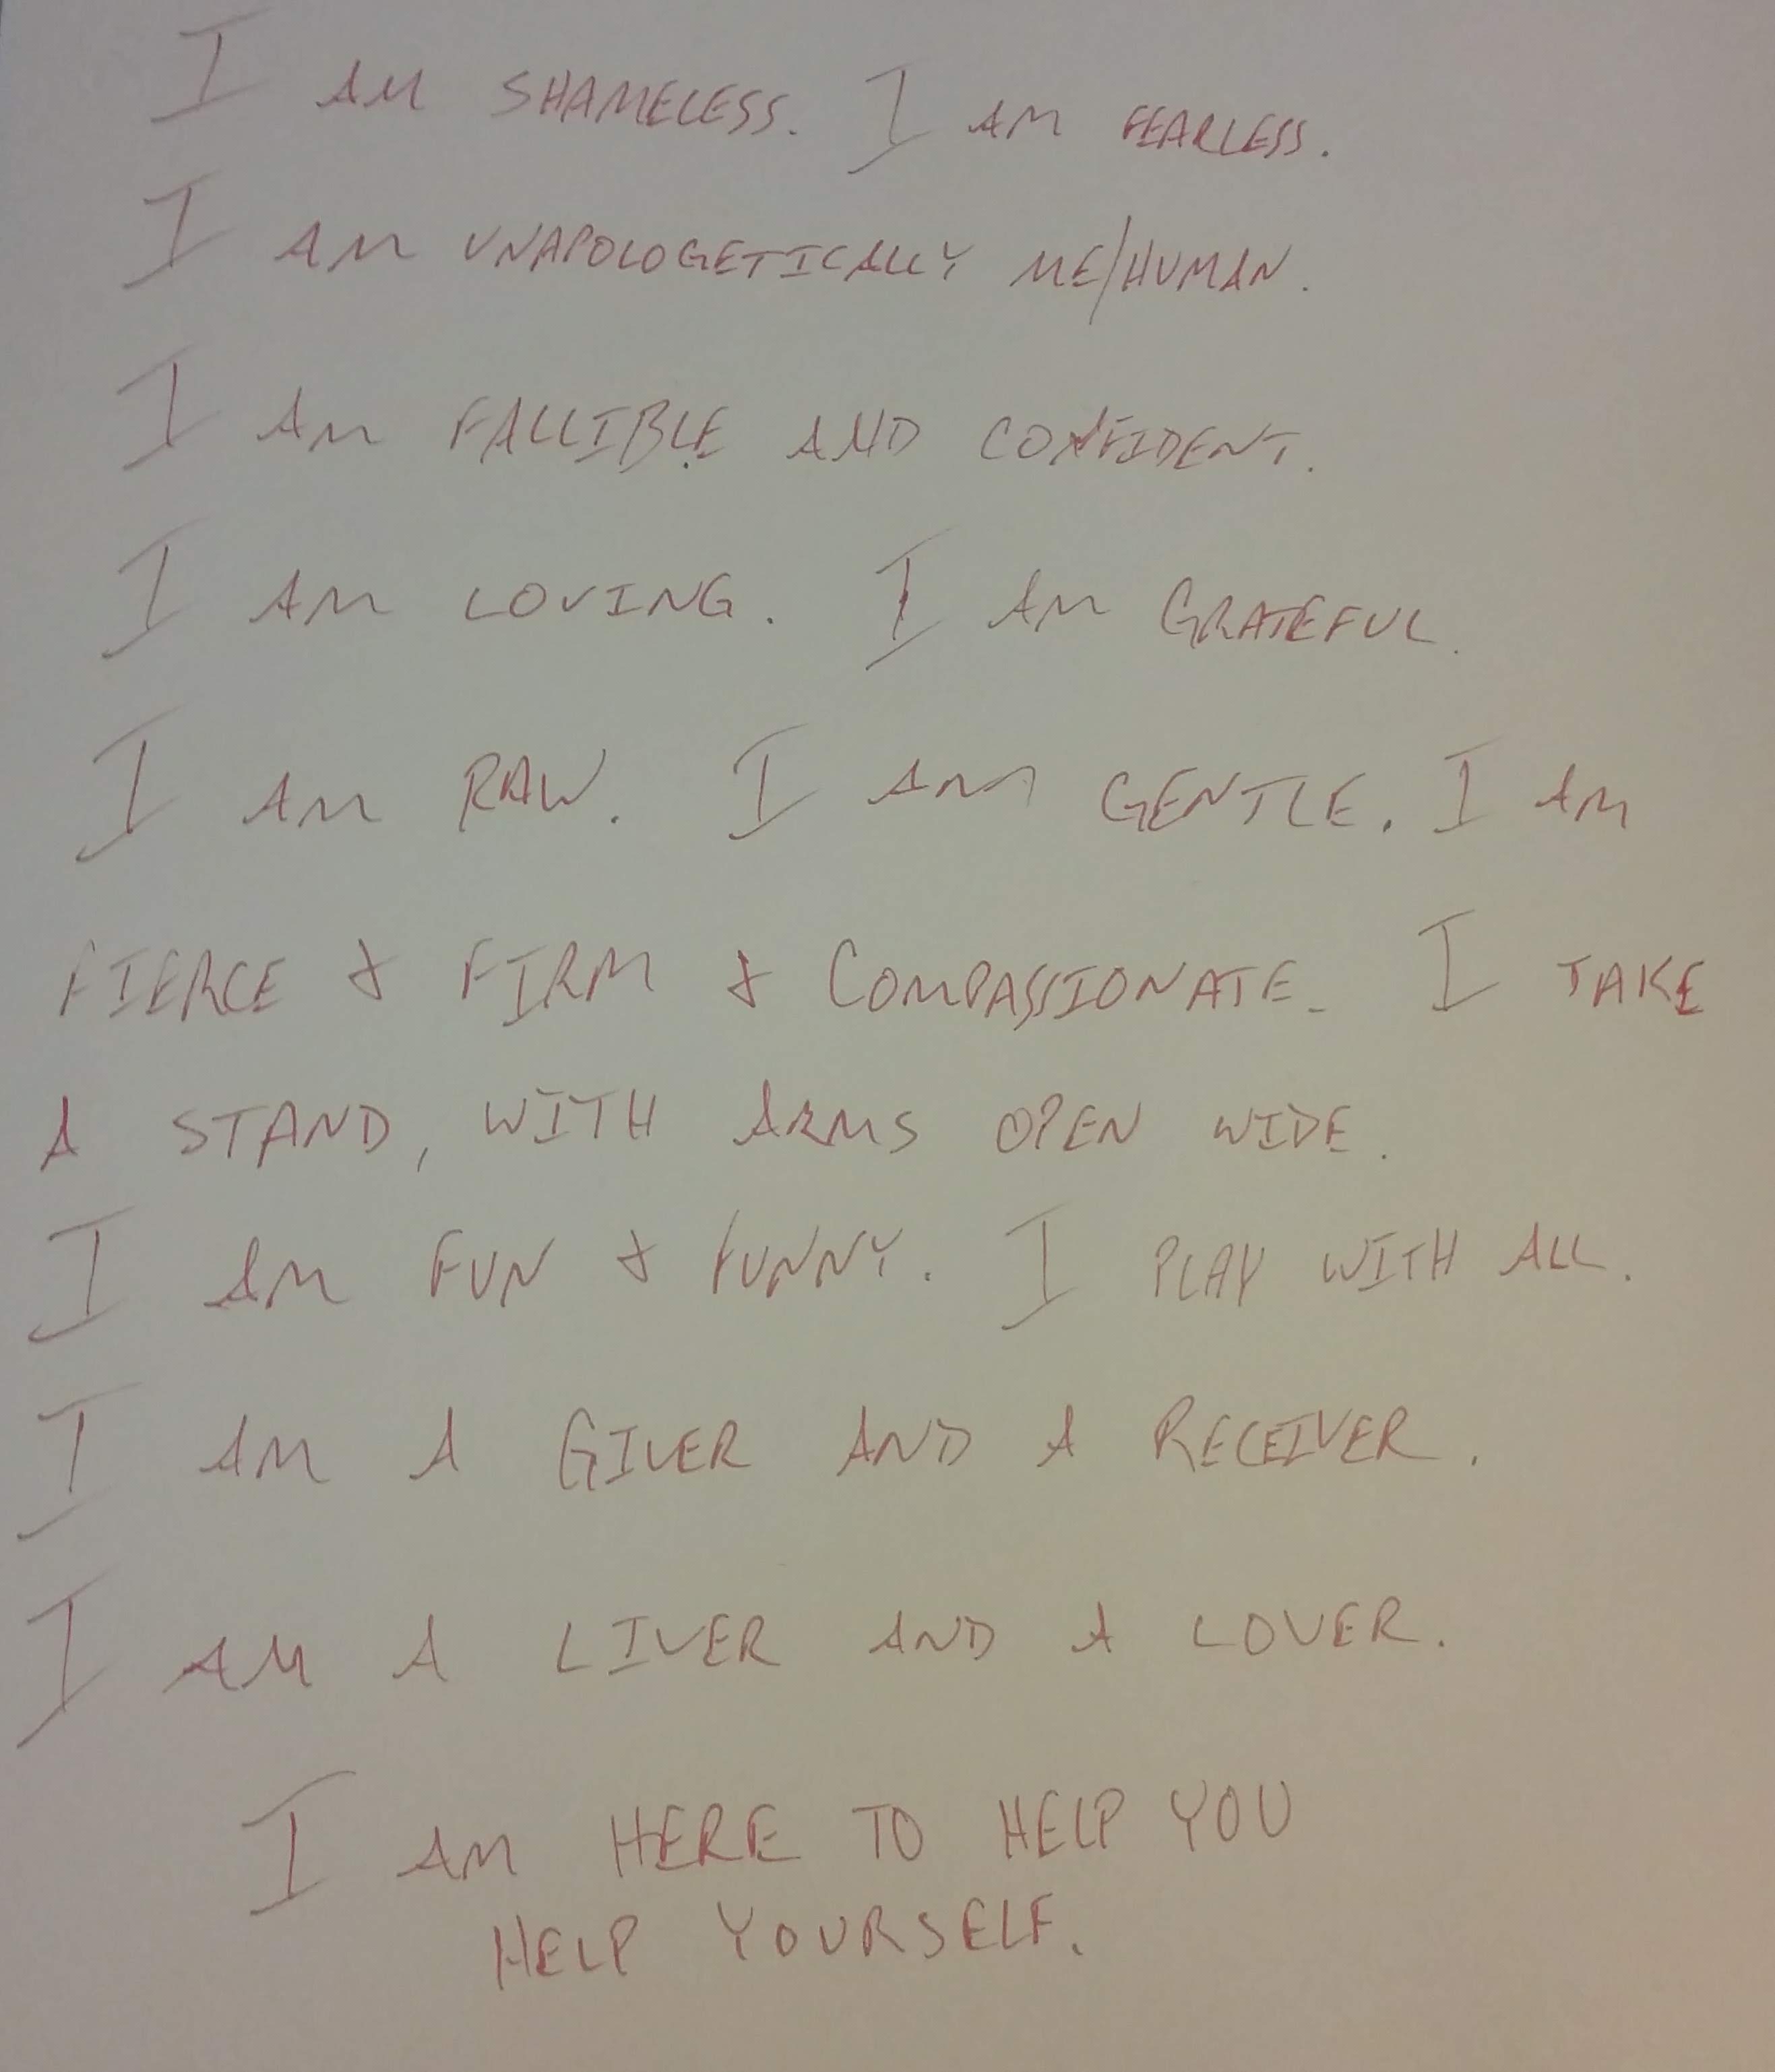 I AM SHAMELESS. I AM FEARLESS.
I AM UNAPOLOGETICALLY ME/HUMAN.
I AM FALLIBLE AND CONFIDENT.
I AM LOVING. I AM GRATEFUL.
I AM RAW. I AM GENTLE. I AM
FIERCE & FIRM & COMPASSIONATE. I TAKE
A STAND, WITH ARMS OPEN WIDE.
I AM FUN & FUNNY. I PLAY WITH ALL.
I AM A GIVER AND A RECEIVER.
I AM A LIVER AND A LOVER.
I AM HERE TO HELP YOU
HELP YOURSELF.